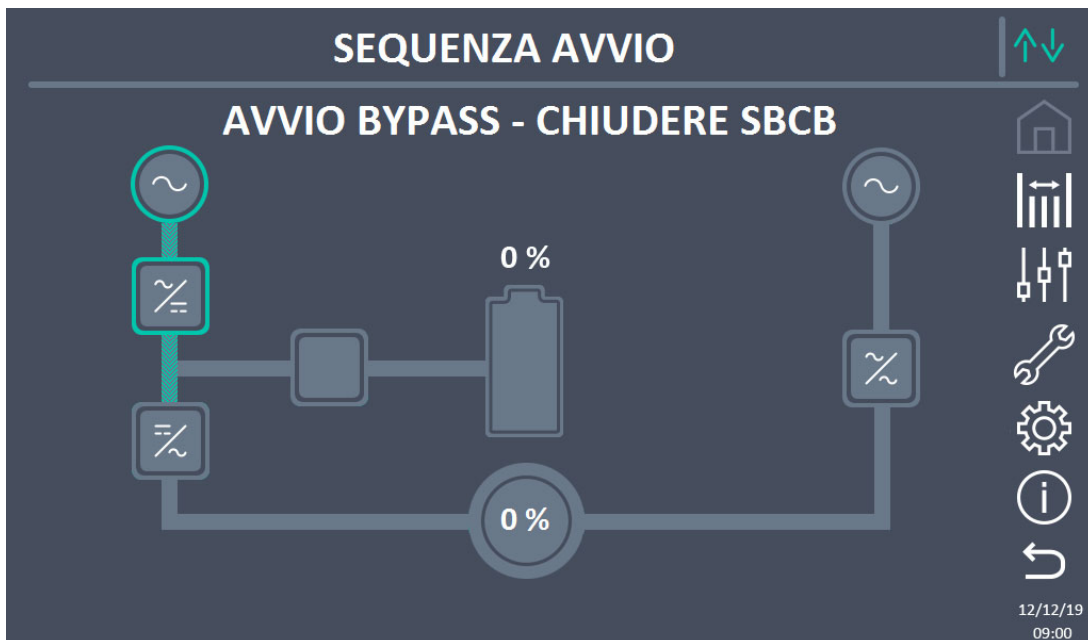 SEQUENZA AVVIO
AVVIO BYPASS - CHIUDERE SBCB
0 %
0 %
12/12/19
09:00